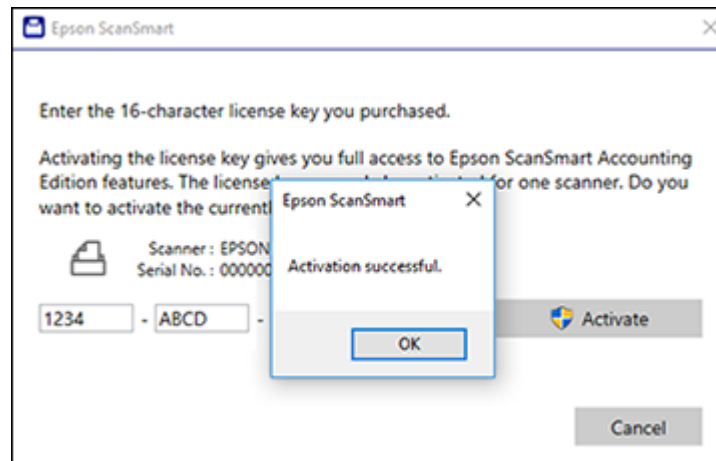 Epson ScanSmart
Enter the 16-character license key you purchased.
Activating the license key gives you full access to Epson ScanSmart Accounting
Edition features. The license for one scanner. Do you
want to activate the
Epson ScanSmart
Activation successful.
OK
Scanner : EPSON
Serial No. : 000000
1234 - ABCD -
Activate
Cancel